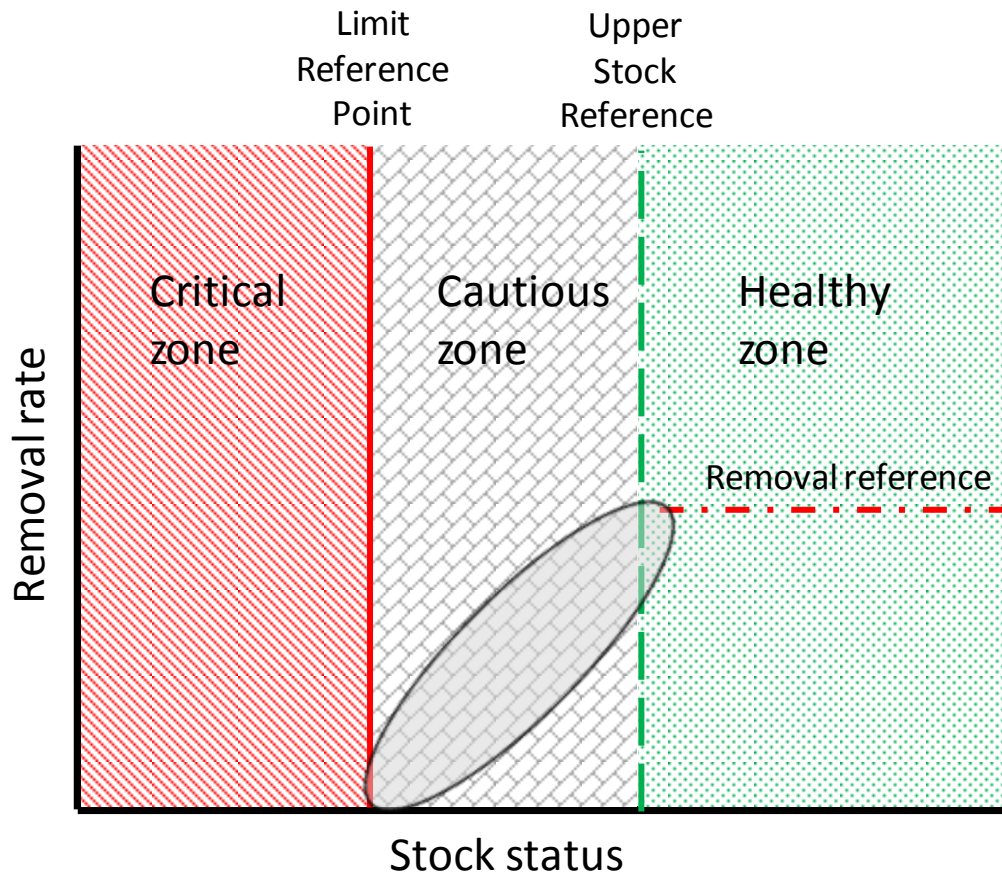 Limit
Reference
Point
Upper
Stock
Reference
Critical
zone
Cautious
zone
Healthy
zone
Removal reference
Removal rate
Stock status